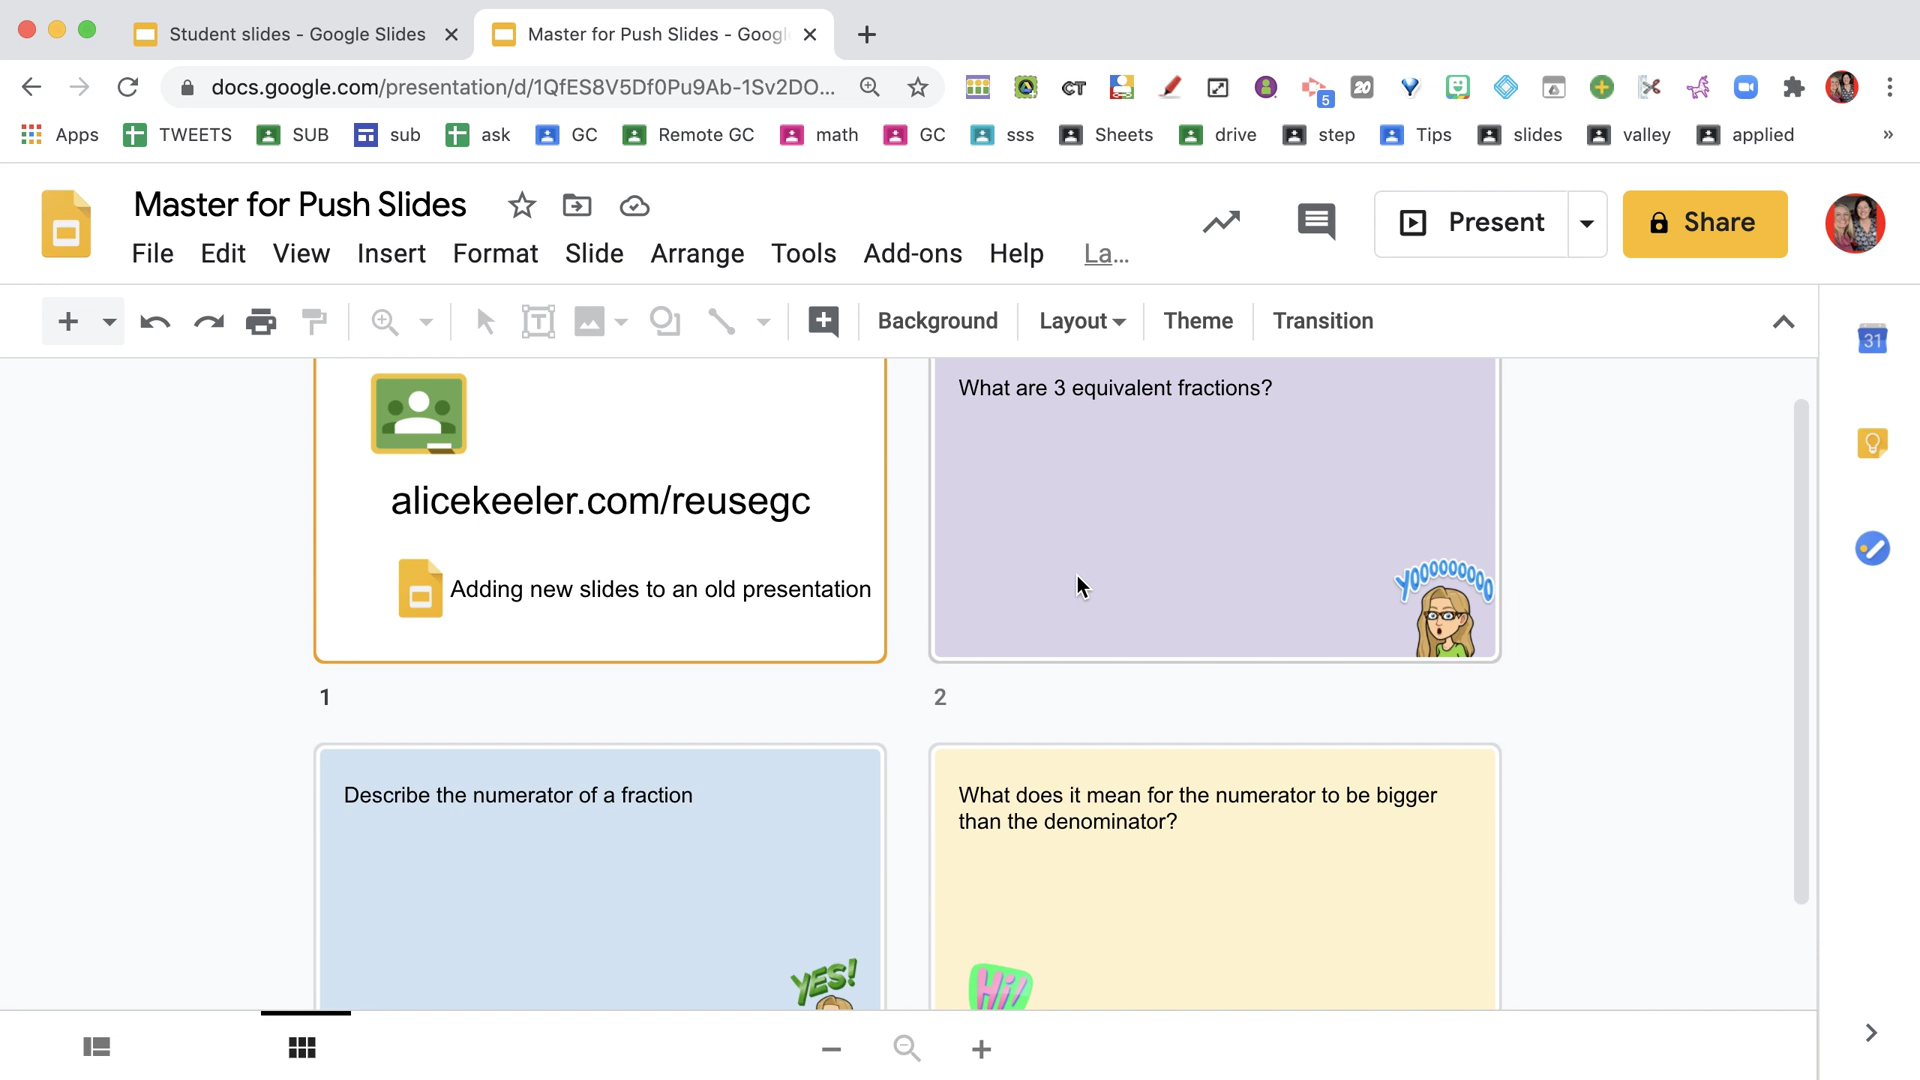 Student slides - Google Slides
Master for Push Slides - Googl
docs.google.com/presentation/d/1QfES8V5Df0Pu9Ab-1Sv2DO...
CT
5
20
Apps
TWEETS
SUB
sub
ask
GC
Remote GC
math
GC
sss
Sheets
drive
step
Tips
slides
valley
applied
»
Master for Push Slides
Present
Share
File Edit View Insert Format Slide Arrange Tools Add-ons Help La...
Background
Layout
Theme
Transition
31
alicekeeler.com/reusegc
Adding new slides to an old presentation
1
What are 3 equivalent fractions?
YOOOOOOOOO
2
Describe the numerator of a fraction
YES!
What does it mean for the numerator to be bigger
than the denominator?
Hi!